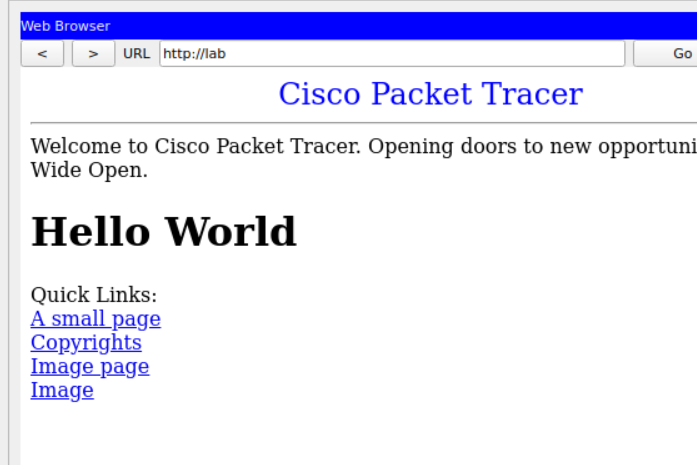 Web Browser
< > URL http://lab Go
Cisco Packet Tracer
Welcome to Cisco Packet Tracer. Opening doors to new
Wide Open.
Hello World
Quick Links:
A small page
Copyrights
Image page
Image